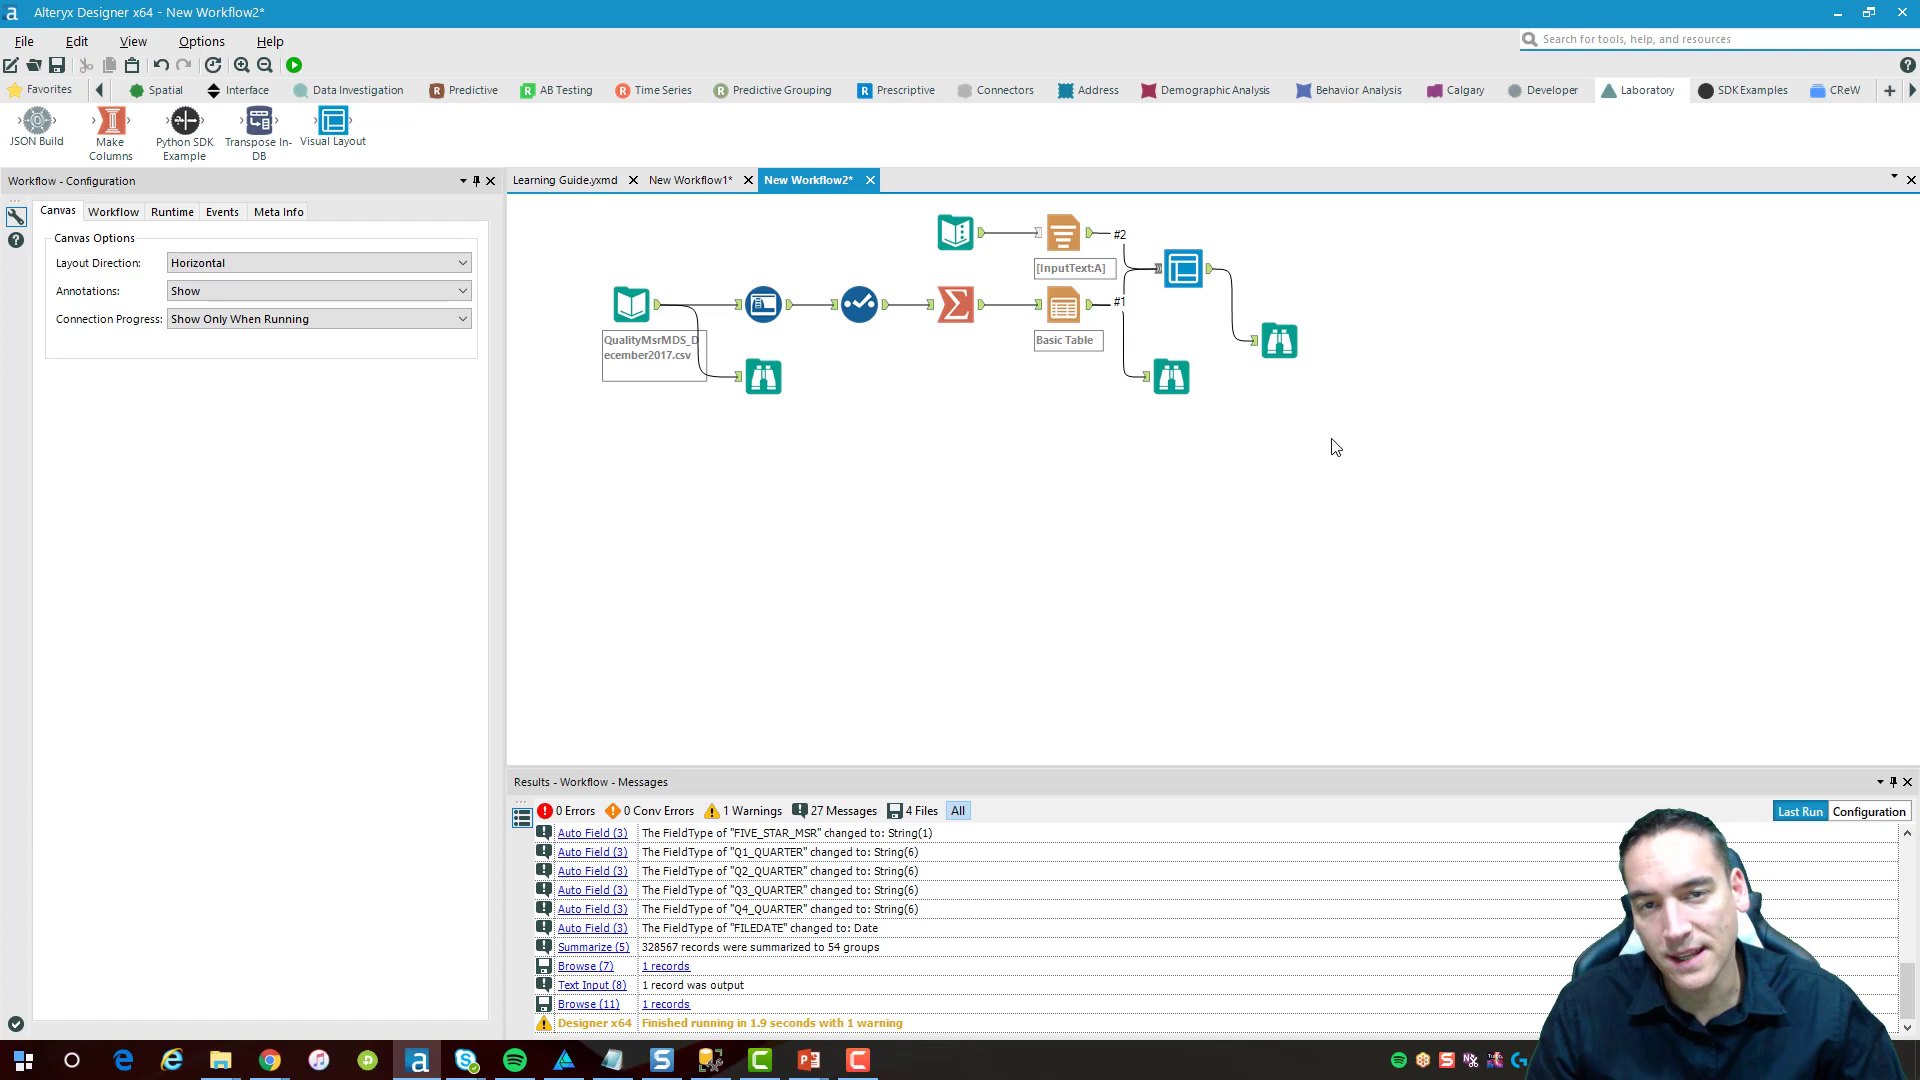 Alteryx Designer x64 - New Workflow2*
File Edit View Options Help
Search for tools, help, and resources
Favorites Spatial Interface Data Investigation Predictive AB Testing Time Series Predictive Grouping Prescriptive Connectors Address Demographic Analysis Behavior Analysis Calgary Developer Laboratory SDK Examples CReW
JSON Build
Make
Columns
Python SDK
Example
Transpose In-
DB
Visual Layout
Workflow - Configuration
Learning Guide.yxmd New Workflow1* New Workflow2*
Canvas Workflow Runtime Events Meta Info
Canvas Options
Layout Direction: Horizontal
Annotations: Show
Connection Progress: Show Only When Running
#2
[InputText:A]
#1
QualityMsrMDS_D
ecember2017.csv
Basic Table
Results - Workflow - Messages
0 Errors 0 Conv Errors 1 Warnings 27 Messages 4 Files All
Last Run Configuration
Auto Field (3) The FieldType of "FIVE_STAR_MSR" changed to: String(1)
Auto Field (3) The FieldType of "Q1_QUARTER" changed to: String(6)
Auto Field (3) The FieldType of "Q2_QUARTER" changed to: String(6)
Auto Field (3) The FieldType of "Q3_QUARTER" changed to: String(6)
Auto Field (3) The FieldType of "Q4_QUARTER" changed to: String(6)
Auto Field (3) The FieldType of "FILEDATE" changed to: Date
Summarize (5) 328567 records were summarized to 54 groups
Browse (7) 1 records
Text Input (8) 1 record was output
Browse (11) 1 records
Designer x64 Finished running in 1.9 seconds with 1 warning